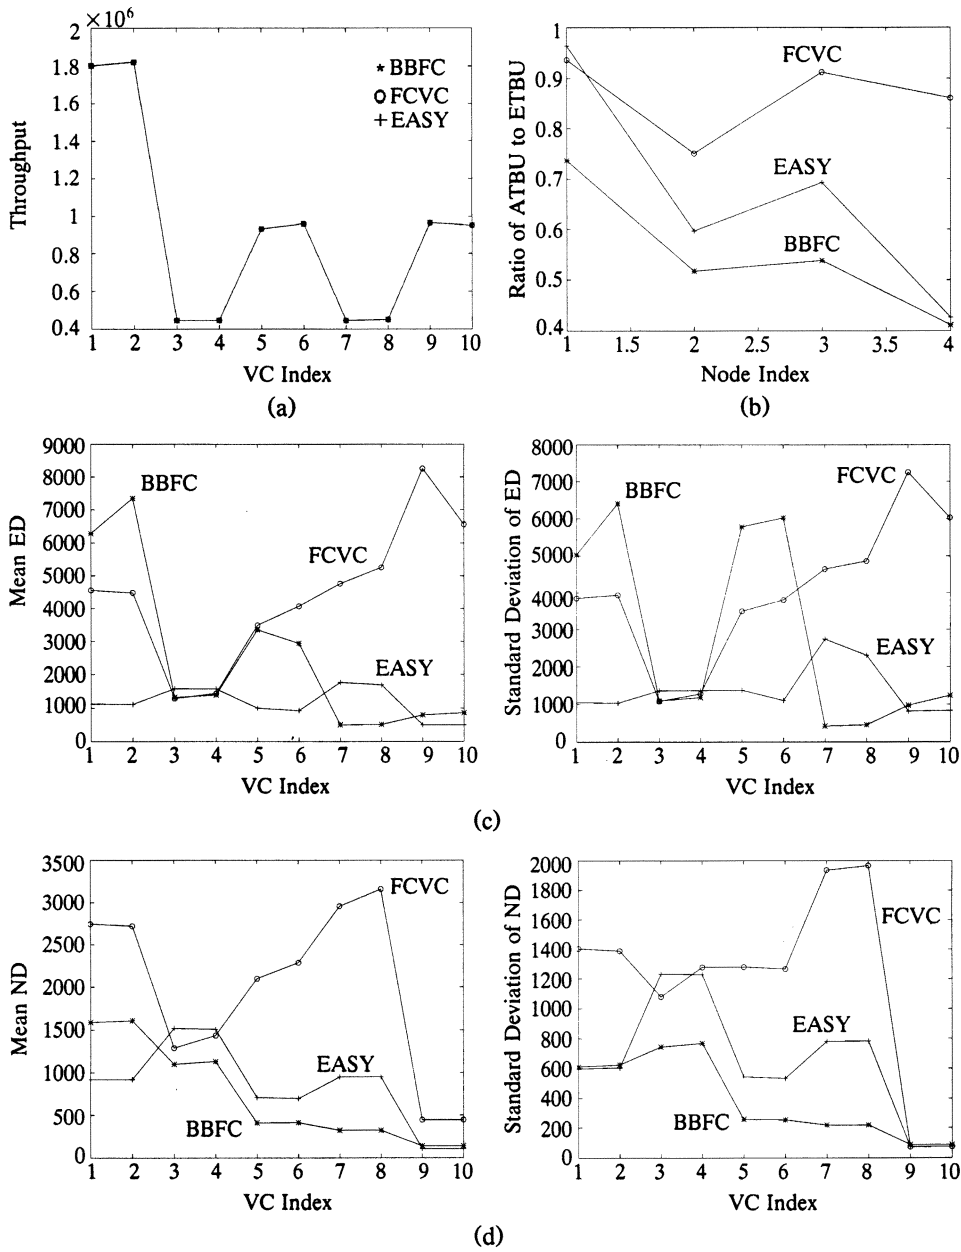 ×10⁶
2
1.8
1.6
1.4
1.2
1
0.8
0.6
0.4
Throughput
BBFC
FCVC
EASY
1 2 3 4 5 6 7 8 9 10
VC Index
(a)
1
0.9
0.8
0.7
0.6
0.5
0.4
Ratio of ATBU to ETBU
FCVC
EASY
BBFC
1 1.5 2 2.5 3 3.5 4
Node Index
(b)
9000
8000
7000
6000
5000
4000
3000
2000
1000
0
Mean ED
BBFC
FCVC
EASY
1 2 3 4 5 6 7 8 9 10
VC Index
8000
7000
6000
5000
4000
3000
2000
1000
0
Standard Deviation of ED
BBFC
FCVC
EASY
1 2 3 4 5 6 7 8 9 10
VC Index
(c)
3500
3000
2500
2000
1500
1000
500
0
Mean ND
FCVC
EASY
BBFC
1 2 3 4 5 6 7 8 9 10
VC Index
2000
1800
1600
1400
1200
1000
800
600
400
200
0
Standard Deviation of ND
FCVC
EASY
BBFC
1 2 3 4 5 6 7 8 9 10
VC Index
(d)